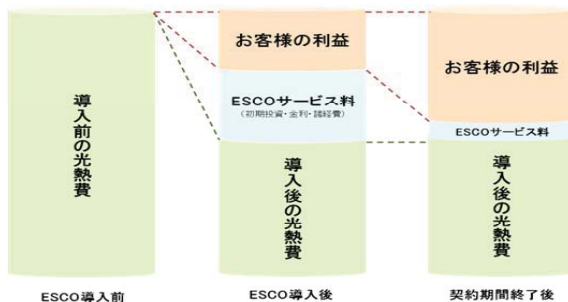 お客様の利益
ESCOサービス料
(初期投資・金利・諸経費)
お客様の利益
ESCOサービス料
導入前の光熱費
導入後の光熱費
導入後の光熱費
ESCO導入前
ESCO導入後
契約期間終了後